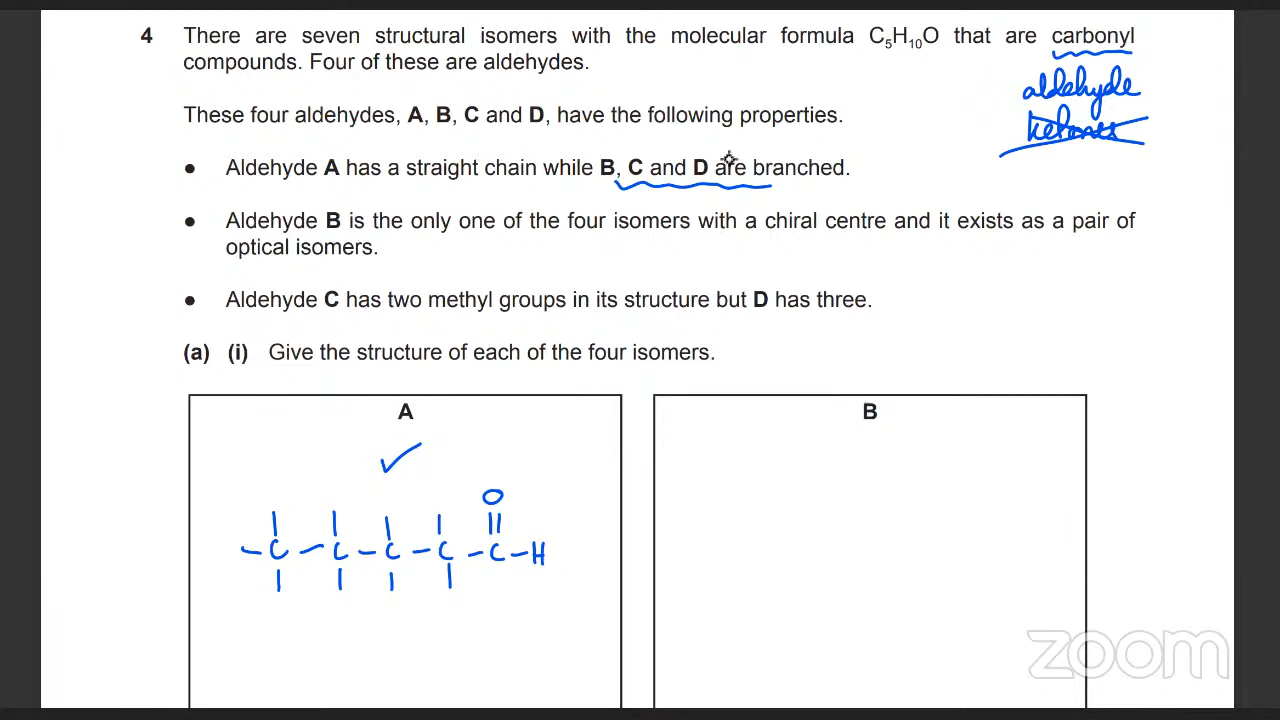 4 There are seven structural isomers with the molecular formula C₅H₁₀O that are carbonyl
compounds. Four of these are aldehydes.
aldehyde
ketones
These four aldehydes, A, B, C and D, have the following properties.
● Aldehyde A has a straight chain while B, C and D are branched.
● Aldehyde B is the only one of the four isomers with a chiral centre and it exists as a pair of
optical isomers.
● Aldehyde C has two methyl groups in its structure but D has three.
(a) (i) Give the structure of each of the four isomers.
A B
O
C C C C C H
zoom